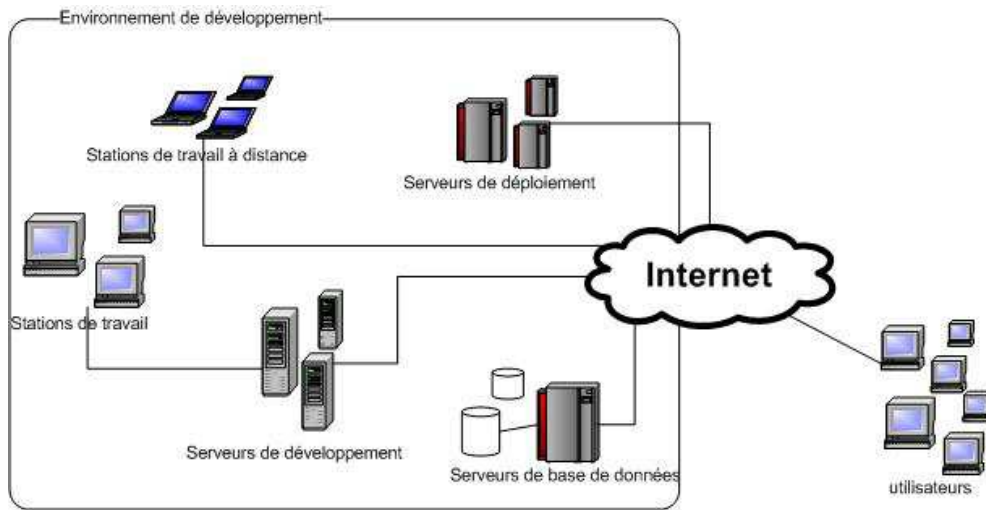 Environnement de développement
Stations de travail à distance
Serveurs de déploiement
Internet
Stations de travail
Serveurs de développement
Serveurs de base de données
utilisateurs